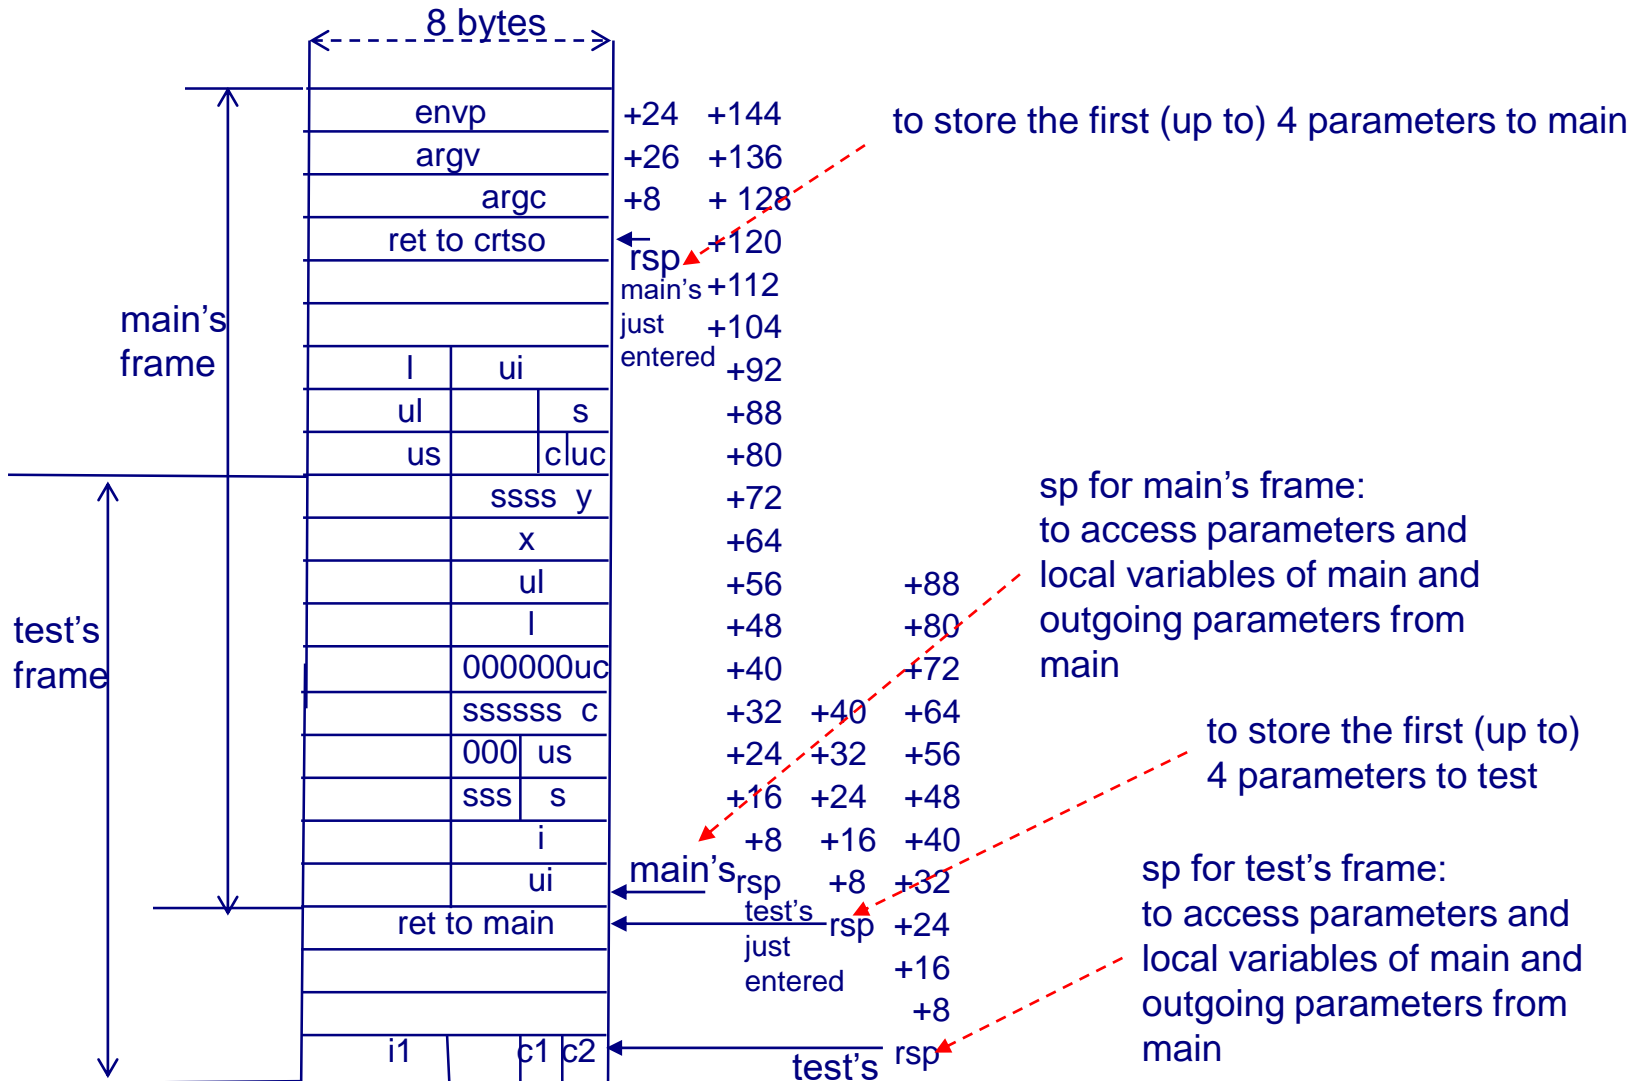 8 bytes
envp +24 +144
to store the first (up to) 4 parameters to main
argv +26 +136
argc +8 + 128
ret to crtso +120
rsp
main's +112
just +104
entered
main's
frame
l ui +92
ul s +88
us c uc +80
ssss y +72
x +64
ul +56 +88
l +48 +80
000000uc +40 +72
ssssss c +32 +40 +64
000 us +24 +32 +56
sss s +16 +24 +48
i +8 +16 +40
ui main's rsp +8 +32
ret to main rsp +24
test's
just
entered
+16
+8
i1 c1 c2 test's rsp
test's
frame
sp for main's frame:
to access parameters and
local variables of main and
outgoing parameters from
main
to store the first (up to)
4 parameters to test
sp for test's frame:
to access parameters and
local variables of main and
outgoing parameters from
main